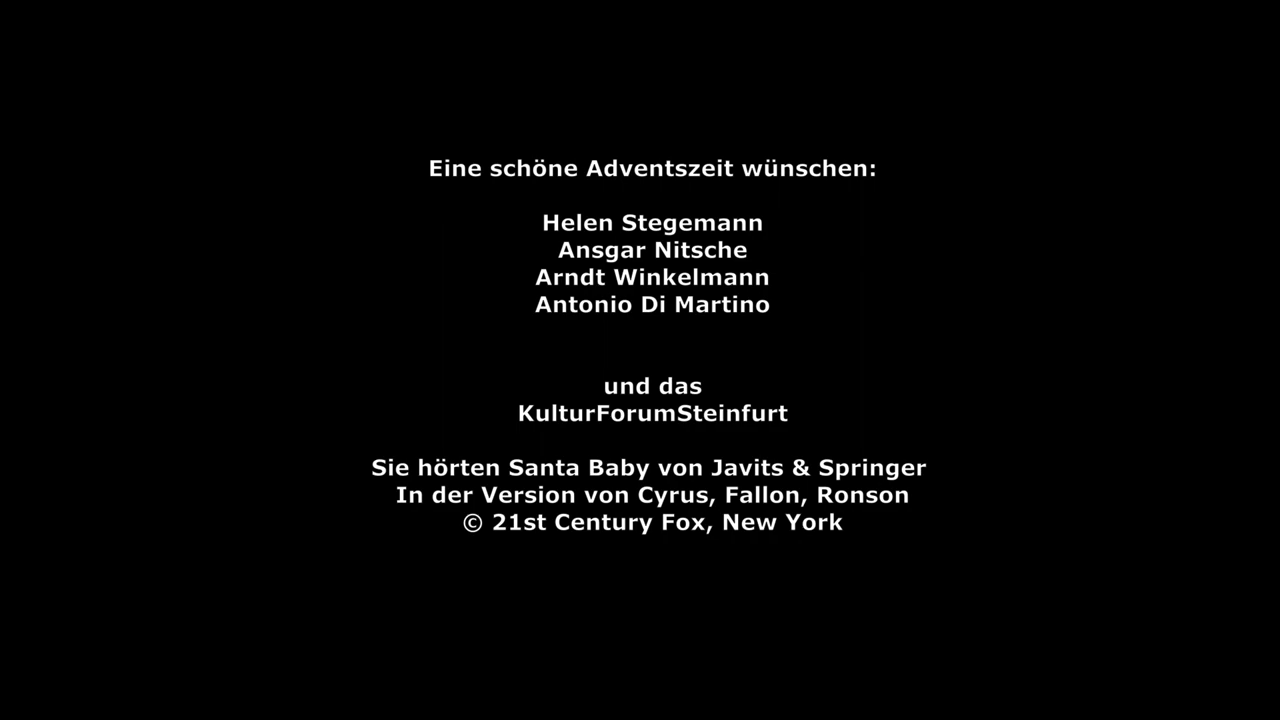 Eine schöne Adventszeit wünschen:
Helen Stegemann
Ansgar Nitsche
Arndt Winkelmann
Antonio Di Martino
und das
KulturForumSteinfurt
Sie hörten Santa Baby von Javits & Springer
In der Version von Cyrus, Fallon, Ronson
© 21st Century Fox, New York